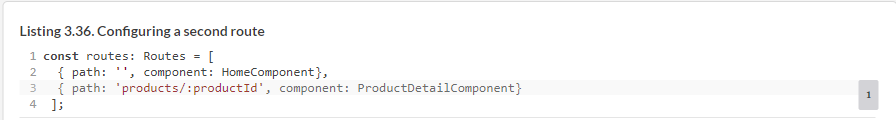 Listing 3.36. Configuring a second route
1 const routes: Routes = [
2   { path: '', component: HomeComponent},
3   { path: 'products/:productId', component: ProductDetailComponent}
1
4 ];